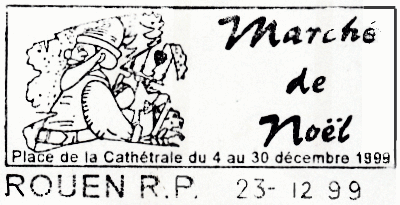 Marché
de
Noël
Place de la Cathétrale du 4 au 30 décembre 1999
ROUEN R.P. 23-12 99